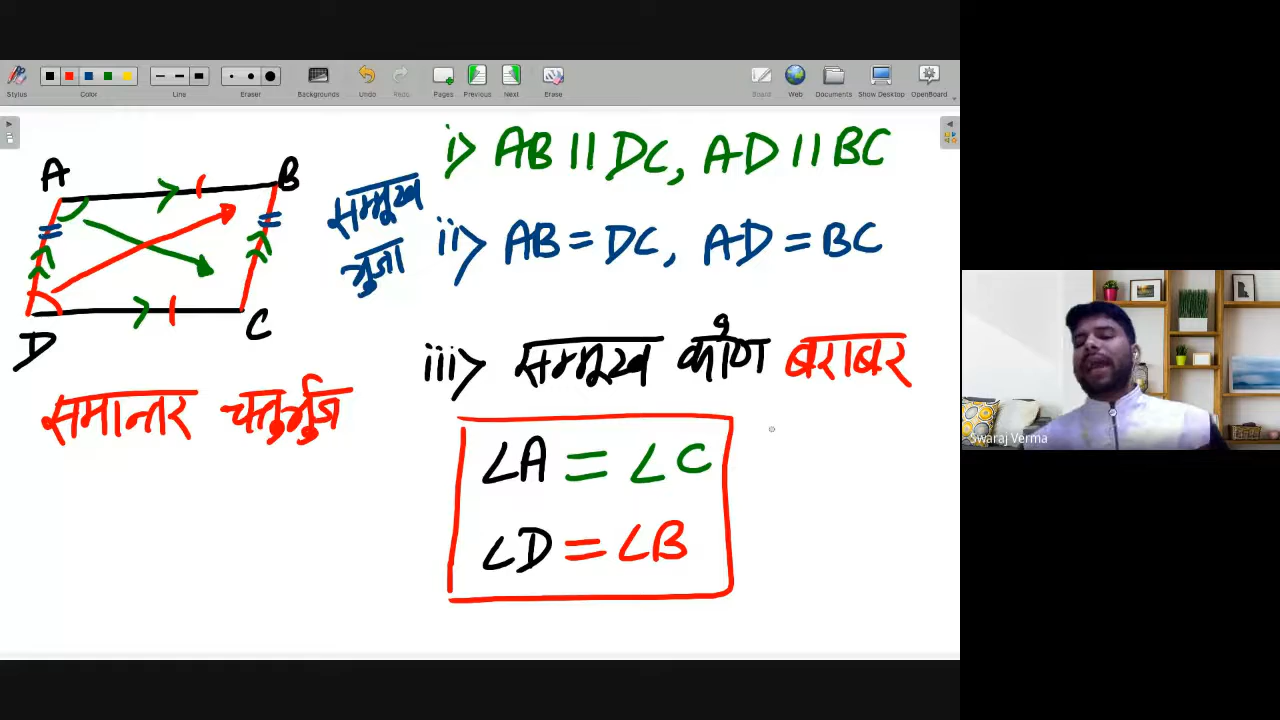 Stylus
Color
Line
Eraser
Backgrounds
Undo
Redo
Pages
Previous
Next
Erase
Board
Web
Documents
Show Desktop
OpenBoard
i) AB || DC, AD || BC
A
B
D
C
सम्मूख
भुजा
ii) AB = DC, AD = BC
iii) सम्मूख कोण बराबर
समान्तर चतुर्भुज
∠A = ∠C
∠D = ∠B
Swaraj Verma